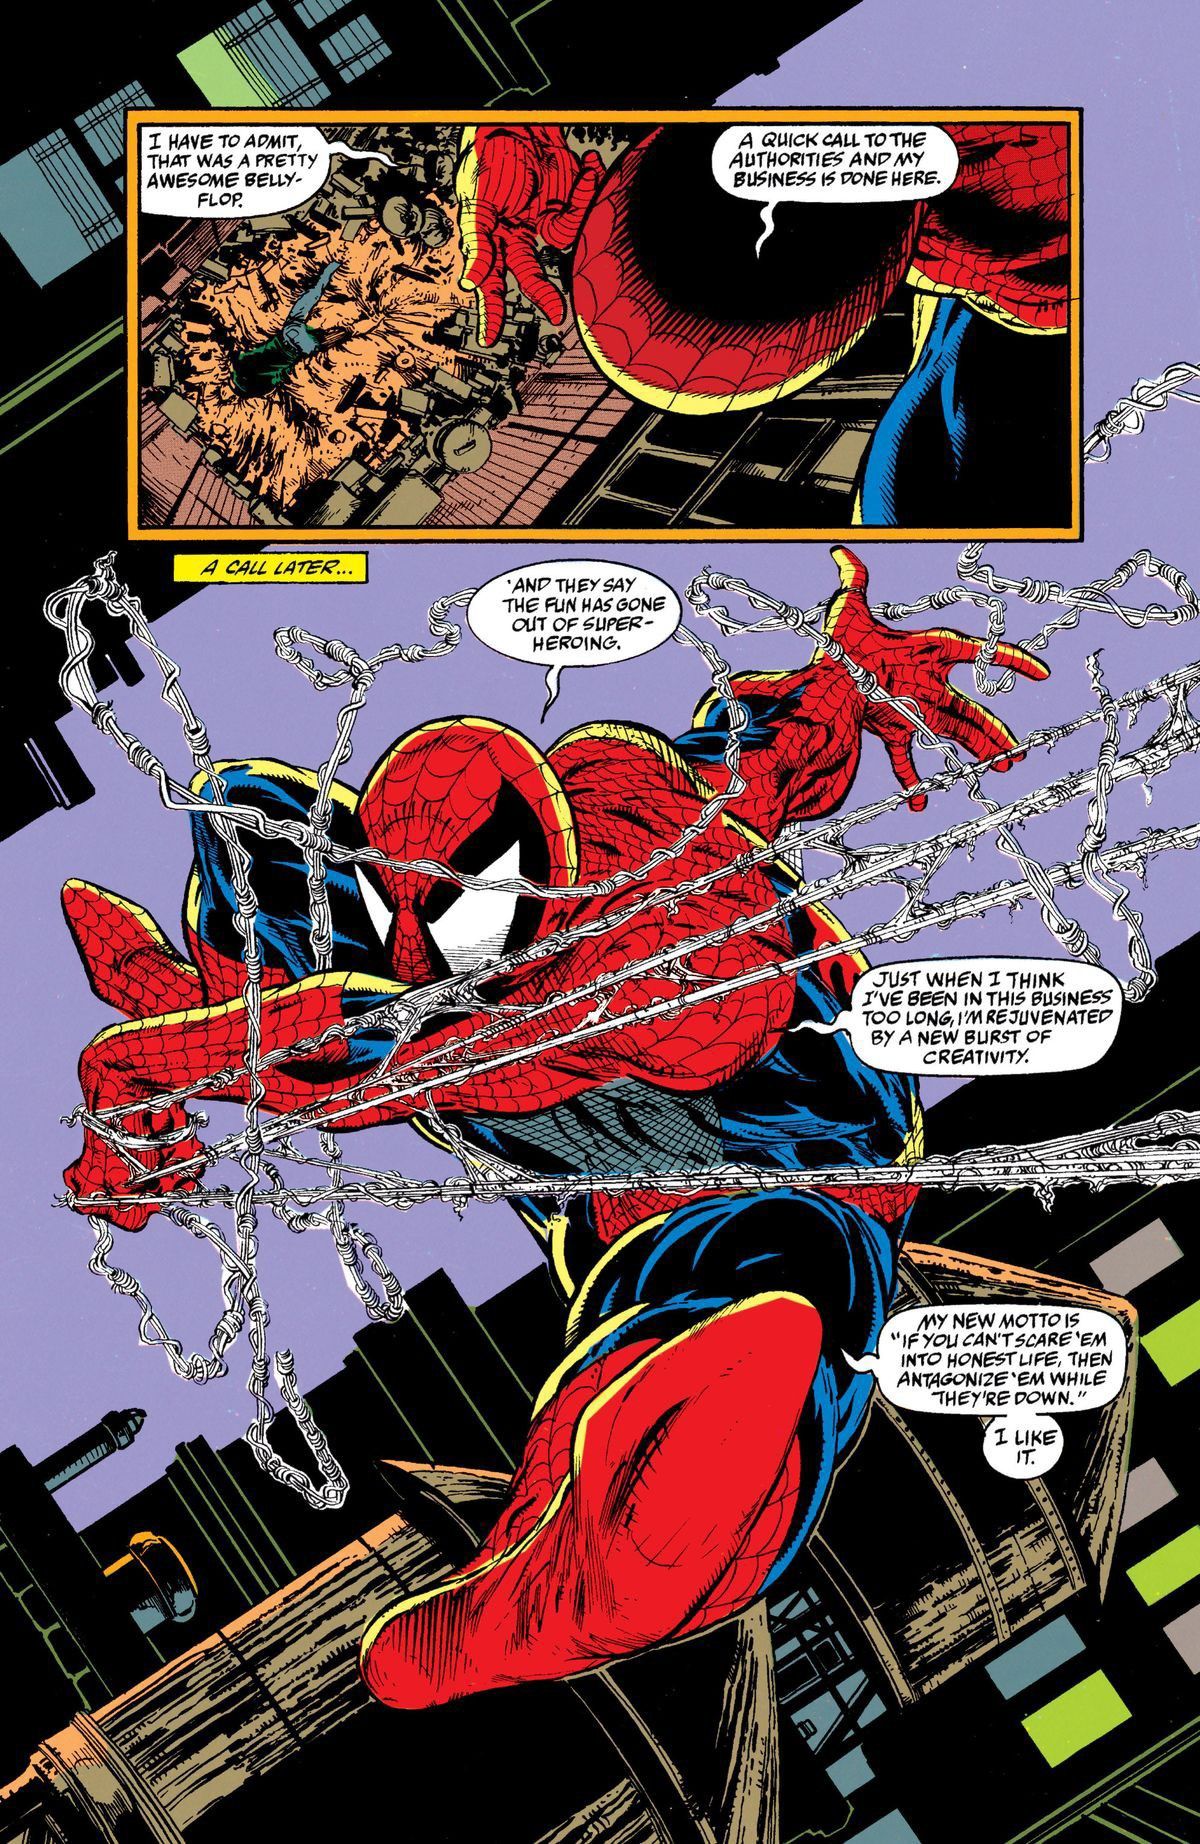 I HAVE TO ADMIT,
THAT WAS A PRETTY
AWESOME BELLY-
FLOP.
A QUICK CALL TO THE
AUTHORITIES AND MY
BUSINESS IS DONE HERE.
A CALL LATER...
'AND THEY SAY
THE FUN HAS GONE
OUT OF SUPER-
HEROING.
JUST WHEN I THINK
I'VE BEEN IN THIS BUSINESS
TOO LONG, I'M REJUVENATED
BY A NEW BURST OF
CREATIVITY.
MY NEW MOTTO IS
"IF YOU CAN'T SCARE 'EM
INTO HONEST LIFE, THEN
ANTAGONIZE 'EM WHILE
THEY'RE DOWN."
I LIKE
IT.